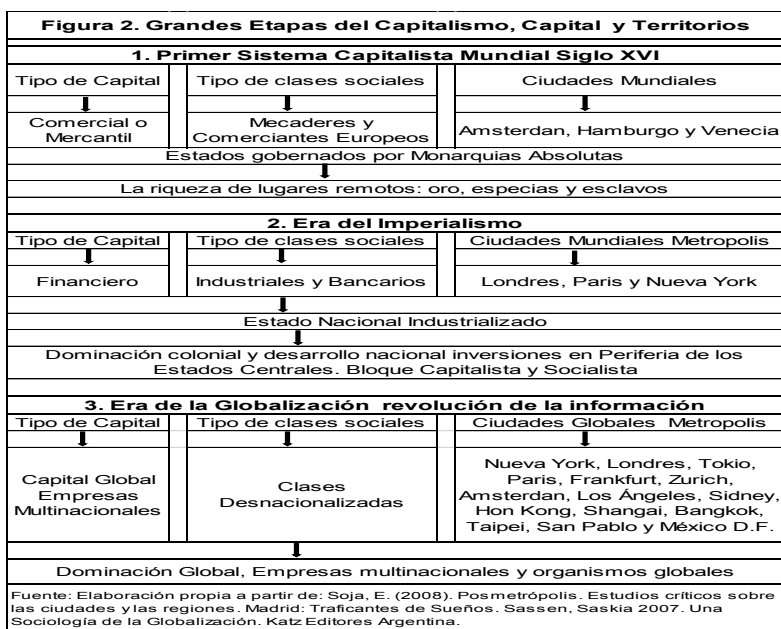 Figura 2. Grandes Etapas del Capitalismo, Capital y Territorios
1. Primer Sistema Capitalista Mundial Siglo XVI
Tipo de Capital
Tipo de clases sociales
Ciudades Mundiales
Comercial o
Mercantil
Mecaderes y
Comerciantes Europeos
Amsterdan, Hamburgo y Venecia
Estados gobernados por Monarquias Absolutas
La riqueza de lugares remotos: oro, especias y esclavos
2. Era del Imperialismo
Tipo de Capital
Tipo de clases sociales
Ciudades Mundiales Metropolis
Financiero
Industriales y Bancarios
Londres, Paris y Nueva York
Estado Nacional Industrializado
Dominación colonial y desarrollo nacional inversiones en Periferia de los
Estados Centrales. Bloque Capitalista y Socialista
3. Era de la Globalización revolución de la información
Tipo de Capital
Tipo de clases sociales
Ciudades Globales Metropolis
Capital Global
Empresas
Multinacionales
Clases
Desnacionalizadas
Nueva York, Londres, Tokio,
Paris, Frankfurt, Zurich,
Amsterdan, Los Ángeles, Sidney,
Hon Kong, Shangai, Bangkok,
Taipei, San Pablo y México D.F.
Dominación Global, Empresas multinacionales y organismos globales
Fuente: Elaboración propia a partir de: Soja, E. (2008). Posmetrópolis. Estudios críticos sobre
las ciudades y las regiones. Madrid: Traficantes de Sueños. Sassen, Saskia 2007. Una
Sociología de la Globalización. Katz Editores Argentina.